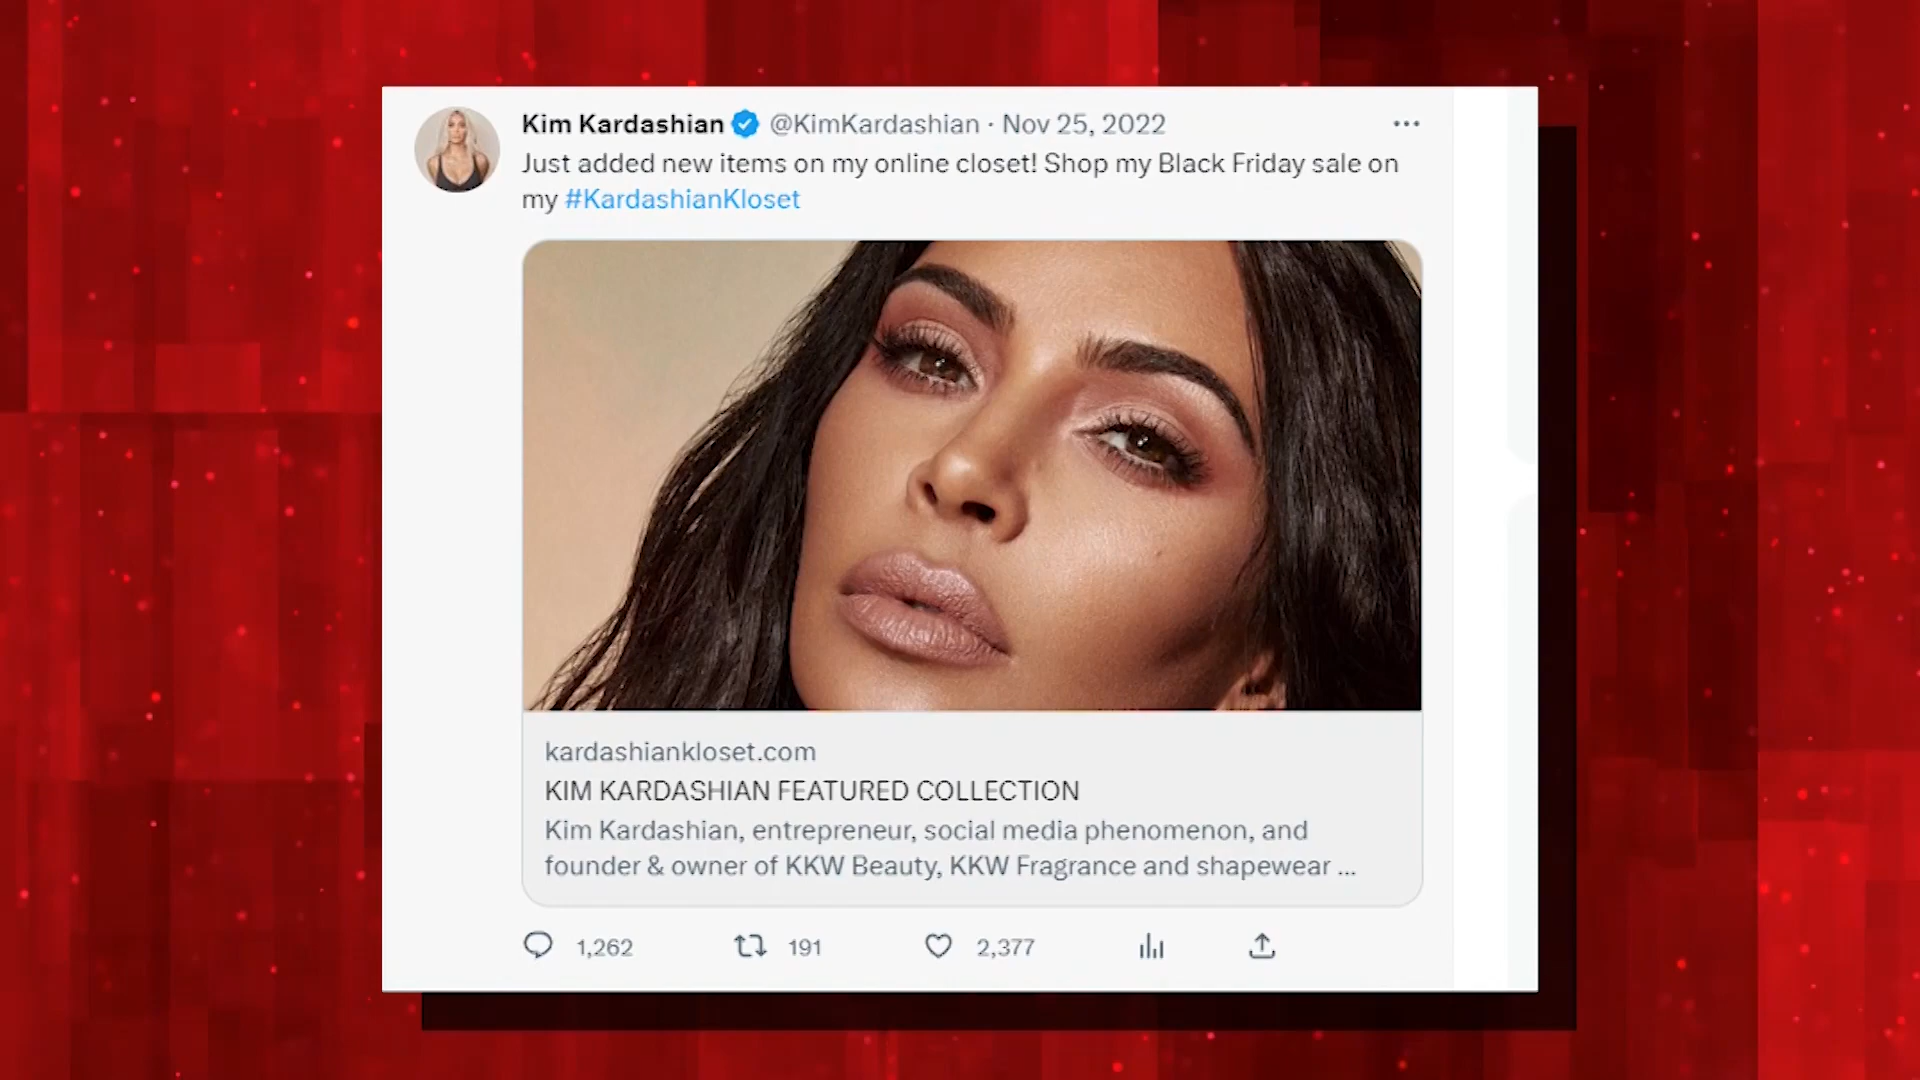 Kim Kardashian @KimKardashian · Nov 25, 2022
Just added new items on my online closet! Shop my Black Friday sale on
my #KardashianKloset
kardashiankloset.com
KIM KARDASHIAN FEATURED COLLECTION
Kim Kardashian, entrepreneur, social media phenomenon, and
founder & owner of KKW Beauty, KKW Fragrance and shapewear ...
1,262 191 2,377